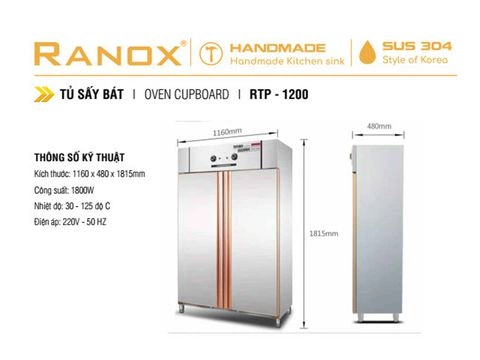 RANOX®
HANDMADE
Handmade Kitchen sink
SUS 304
Style of Korea
TỦ SẤY BÁT | OVEN CUPBOARD | RTP - 1200
THÔNG SỐ KỸ THUẬT
Kích thước: 1160 x 480 x 1815mm
Công suất: 1800W
Nhiệt độ: 30 - 125 độ C
Điện áp: 220V - 50 HZ
1160mm
1815mm
480mm